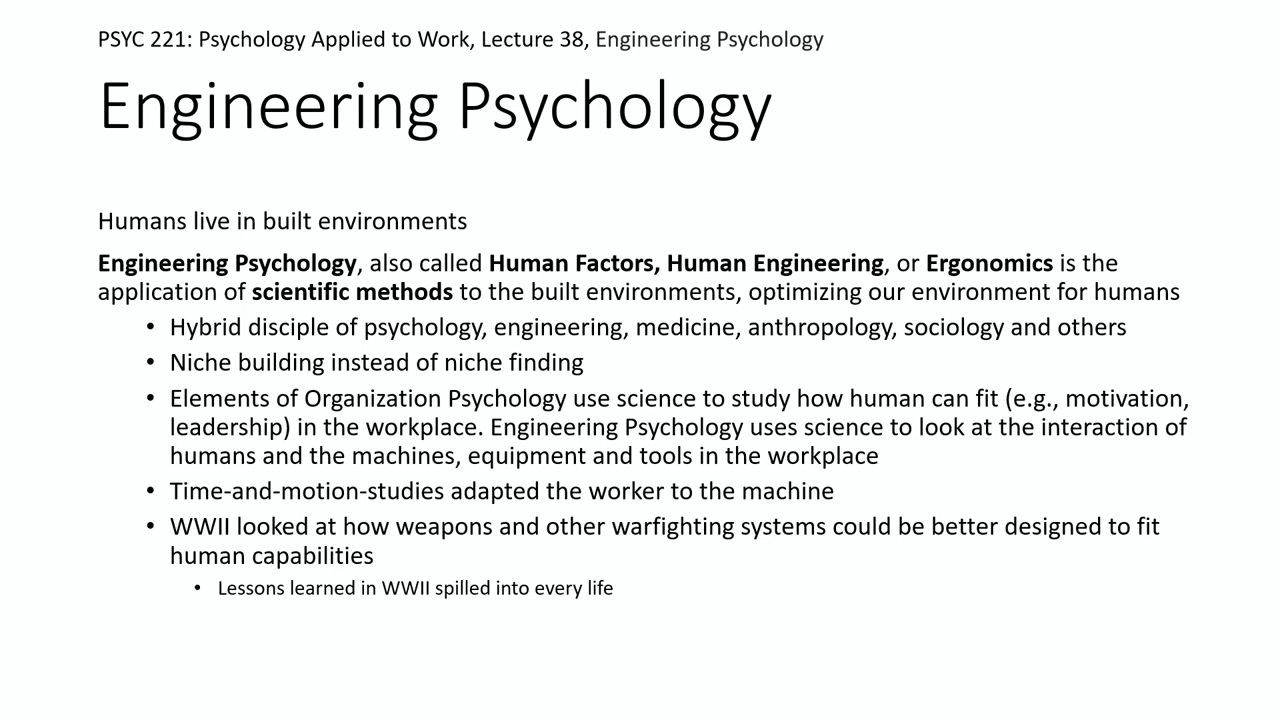 PSYC 221: Psychology Applied to Work, Lecture 38, Engineering Psychology
Engineering Psychology
Humans live in built environments
Engineering Psychology, also called Human Factors, Human Engineering, or Ergonomics is the
application of scientific methods to the built environments, optimizing our environment for humans
• Hybrid disciple of psychology, engineering, medicine, anthropology, sociology and others
• Niche building instead of niche finding
• Elements of Organization Psychology use science to study how human can fit (e.g., motivation,
leadership) in the workplace. Engineering Psychology uses science to look at the interaction of
humans and the machines, equipment and tools in the workplace
• Time-and-motion-studies adapted the worker to the machine
• WWII looked at how weapons and other warfighting systems could be better designed to fit
human capabilities
• Lessons learned in WWII spilled into every life